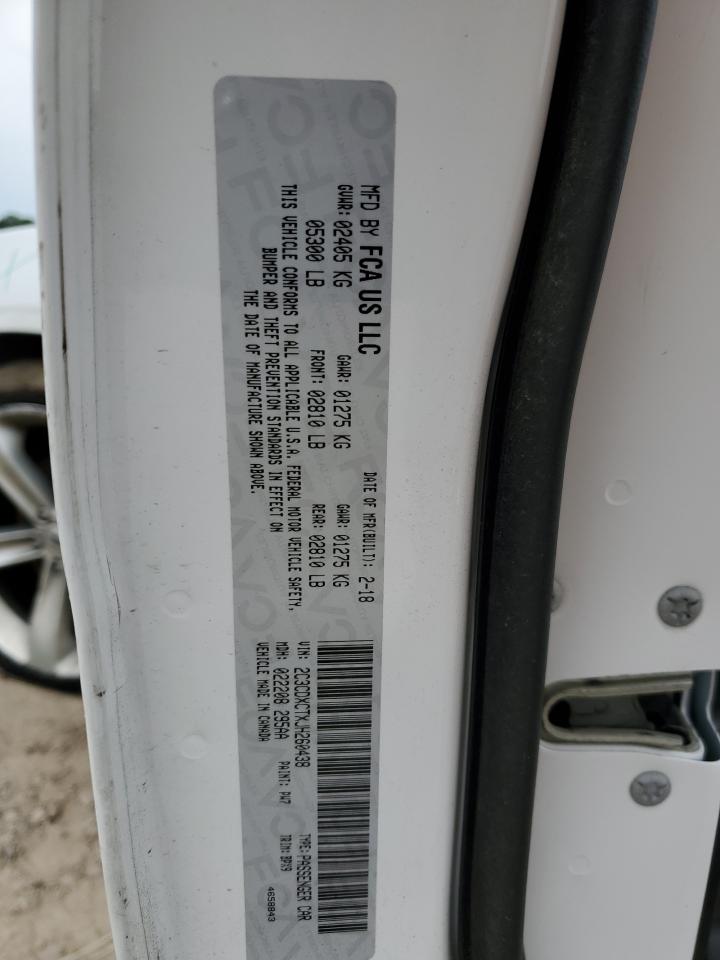 MFD BY FCA US LLC
DATE OF MFR(BUILT): 2-18
GVWR: 02405 KG GAWR: 01275 KG GAWR: 01275 KG
05300 LB FRONT: 02810 LB REAR: 02810 LB
THIS VEHICLE CONFORMS TO ALL APPLICABLE U.S.A. FEDERAL MOTOR VEHICLE SAFETY,
BUMPER AND THEFT PREVENTION STANDARDS IN EFFECT ON
THE DATE OF MANUFACTURE SHOWN ABOVE.
VIN: 2C3CDXCTXJH260438 TYPE: PASSENGER CAR
MDH: 022208 295AA PAINT: PW7 TRIM: BPX9
VEHICLE MADE IN CANADA
4658843